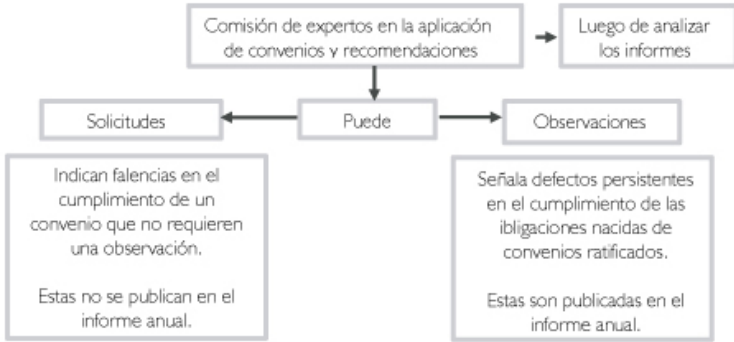 Comisión de expertos en la aplicación
de convenios y recomendaciones
Luego de analizar
los informes
Solicitudes
Puede
Observaciones
Indican falencias en el
cumplimiento de un
convenio que no requieren
una observación.
Estas no se publican en el
informe anual.
Señala defectos persistentes
en el cumplimiento de las
ibligaciones nacidas de
convenios ratificados.
Estas son publicadas en el
informe anual.